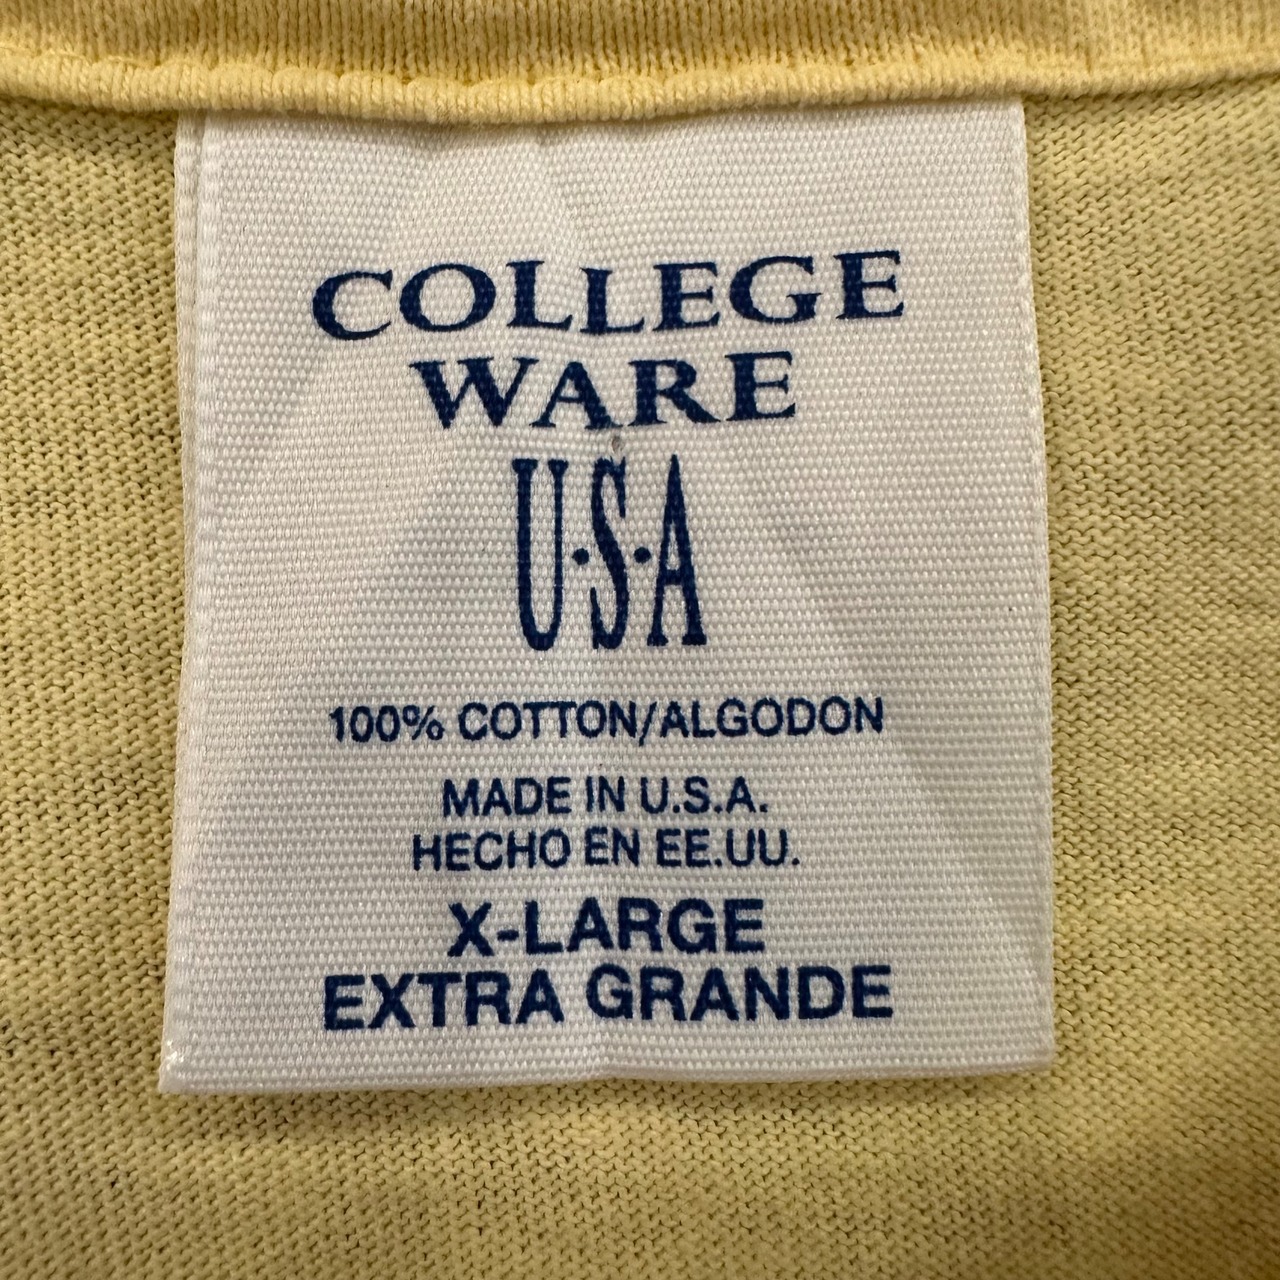 COLLEGE
WARE
U·S·A
100% COTTON/ALGODON
MADE IN U.S.A.
HECHO EN EE.UU.
X-LARGE
EXTRA GRANDE